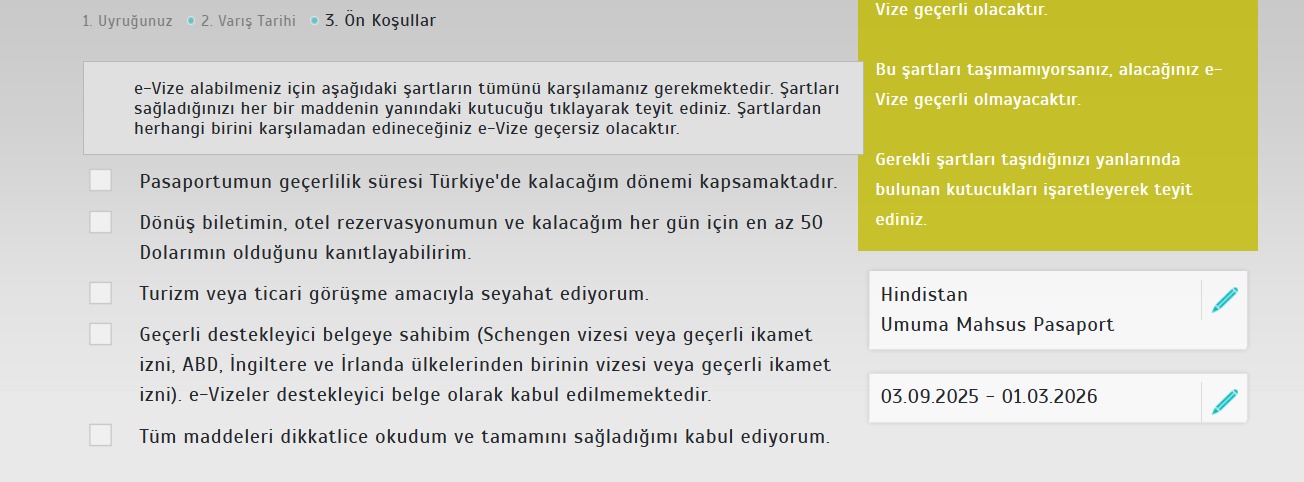 1. Uyruğunuz 2. Varış Tarihi 3. Ön Koşullar
e-Vize alabilmeniz için aşağıdaki şartların tümünü karşılamanız gerekmektedir. Şartları
sağladığınızı her bir maddenin yanındaki kutucuğu tıklayarak teyit ediniz. Şartlardan
herhangi birini karşılamadan edineceğiniz e-Vize geçersiz olacaktır.
Pasaportumun geçerlilik süresi Türkiye'de kalacağım dönemi kapsamaktadır.
Dönüş biletimin, otel rezervasyonumun ve kalacağım her gün için en az 50
Dolarımın olduğunu kanıtlayabilirim.
Turizm veya ticari görüşme amacıyla seyahat ediyorum.
Geçerli destekleyici belgeye sahibim (Schengen vizesi veya geçerli ikamet
izni, ABD, İngiltere ve İrlanda ülkelerinden birinin vizesi veya geçerli ikamet
izni). e-Vizeler destekleyici belge olarak kabul edilmemektedir.
Tüm maddeleri dikkatlice okudum ve tamamını sağladığımı kabul ediyorum.
Vize geçerli olacaktır.
Bu şartları taşımamıyorsanız, alacağınız e-
Vize geçerli olmayacaktır.
Gerekli şartları taşıdığınızı yanlarında
bulunan kutucukları işaretleyerek teyit
ediniz.
Hindistan
Umuma Mahsus Pasaport
03.09.2025 - 01.03.2026